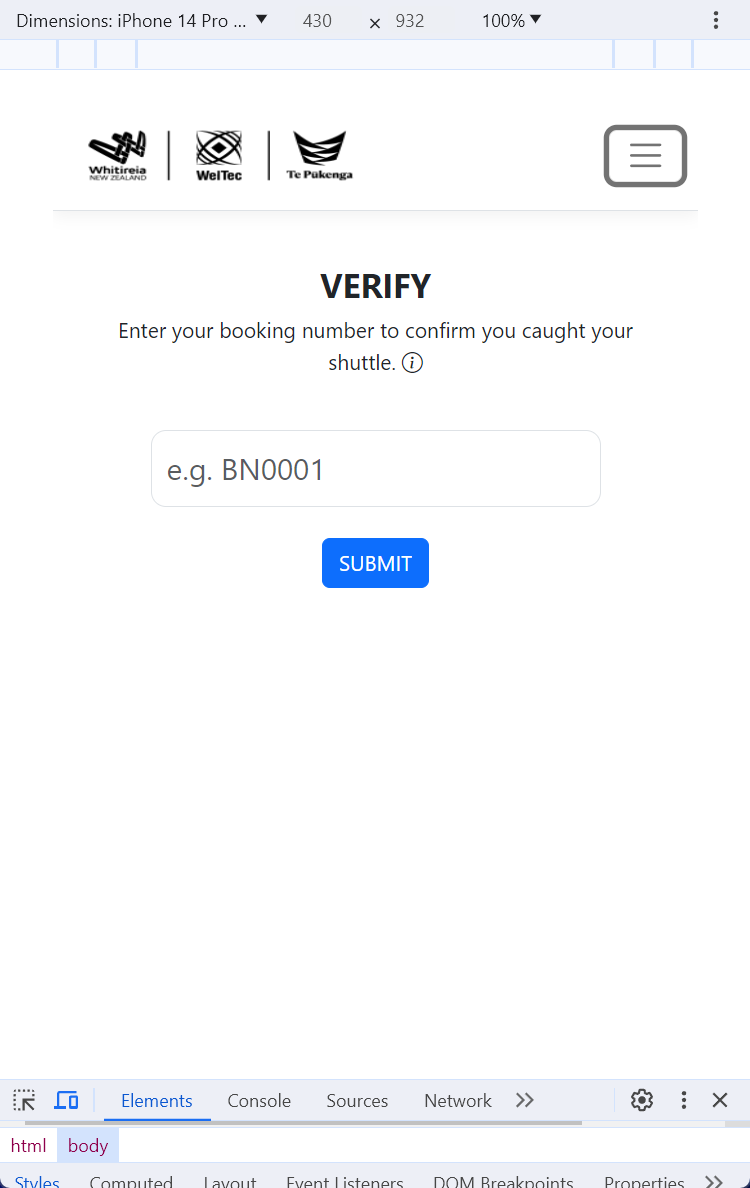 Dimensions: iPhone 14 Pro ... 430 × 932 100%
Whitireia
NEW ZEALAND
WelTec
Te Pūkenga
VERIFY
Enter your booking number to confirm you caught your
shuttle.
e.g. BN0001
SUBMIT
Elements Console Sources Network
html body
Styles Computed Layout Event Listeners DOM Breakpoints Properties